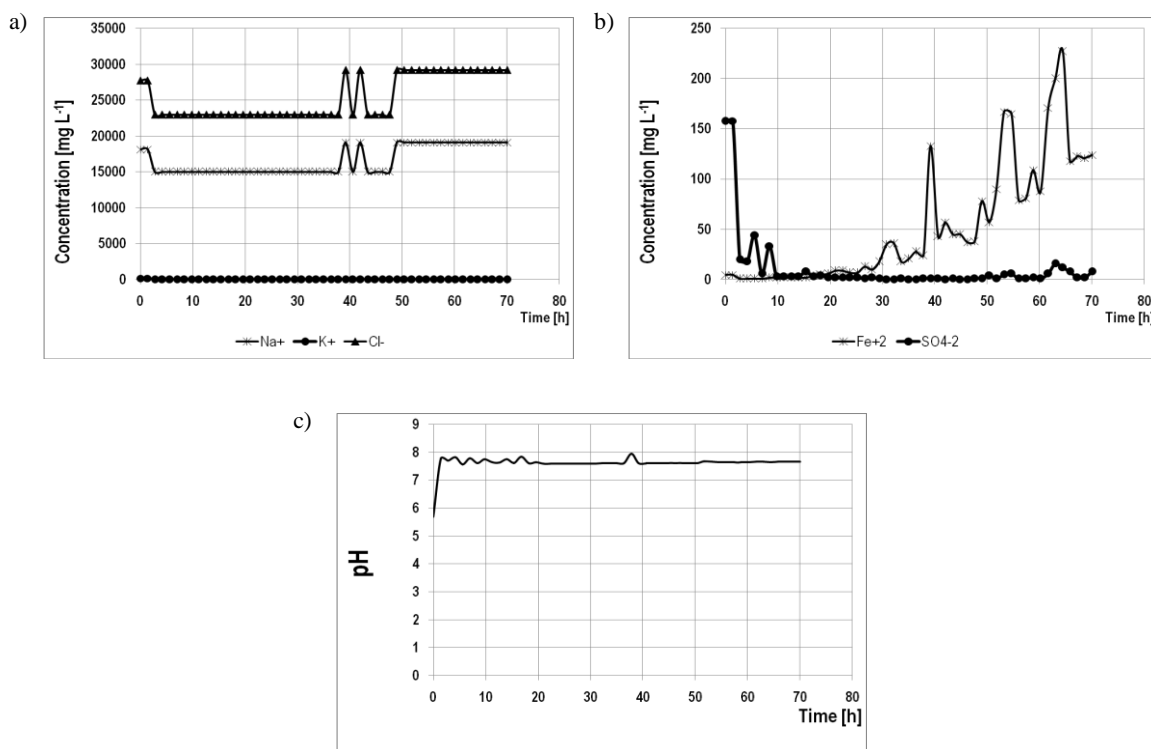 a)
35000
30000
25000
20000
15000
10000
5000
0
Concentration [mg L-1]
0 10 20 30 40 50 60 70 80
Time [h]
Na+ K+ Cl-
b)
250
200
150
100
50
0
Concentration [mg L-1]
0 10 20 30 40 50 60 70 80
Time [h]
Fe+2 SO4-2
c)
9
8
7
6
5
4
3
2
1
0
pH
0 10 20 30 40 50 60 70 80
Time [h]